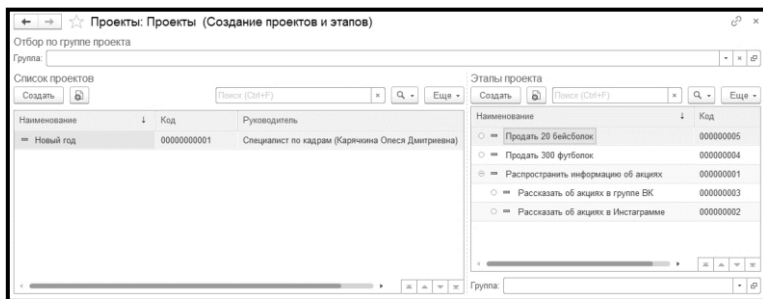 Проекты: Проекты (Создание проектов и этапов)
Отбор по группе проекта
Группа:
Список проектов
Создать Поиск (Ctrl+F) × Еще
Наименование ↓ Код Руководитель
Новый год 00000000001 Специалист по кадрам (Карячкина Олеся Дмитриевна)
Этапы проекта
Создать Поиск (Ctrl+F) × Еще
Наименование ↓ Код
Продать 20 бейсболок 000000005
Продать 300 футболок 000000004
Распространить информацию об акциях 000000001
Рассказать об акциях в группе ВК 000000003
Рассказать об акциях в Инстаграмме 000000002
Группа: